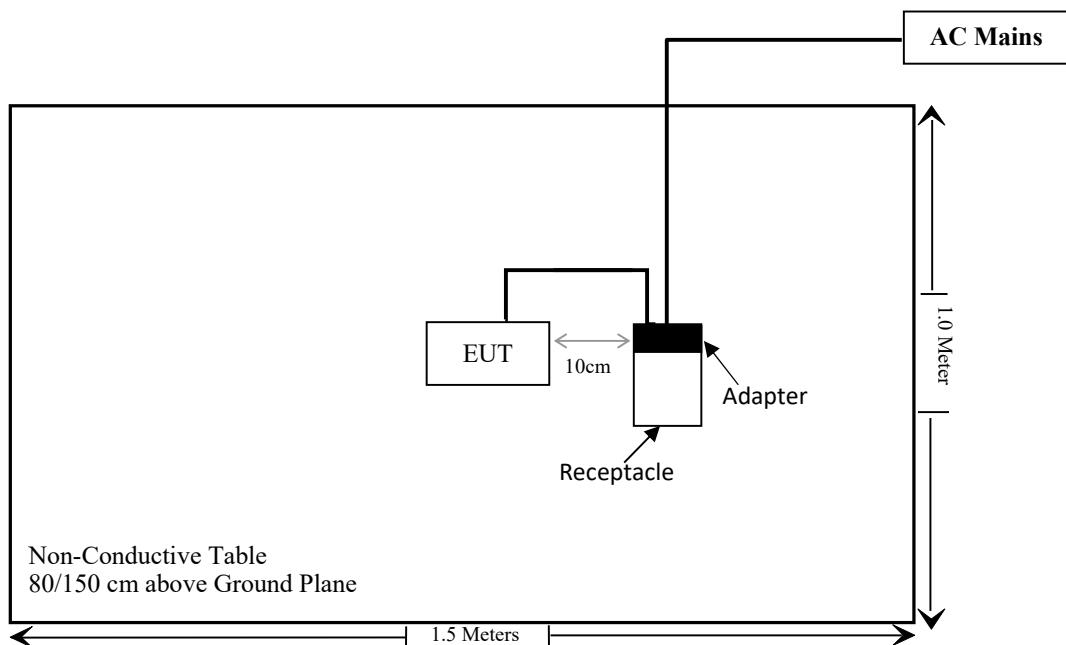 AC Mains
EUT
10cm
Adapter
Receptacle
1.0 Meter
Non-Conductive Table
80/150 cm above Ground Plane
1.5 Meters